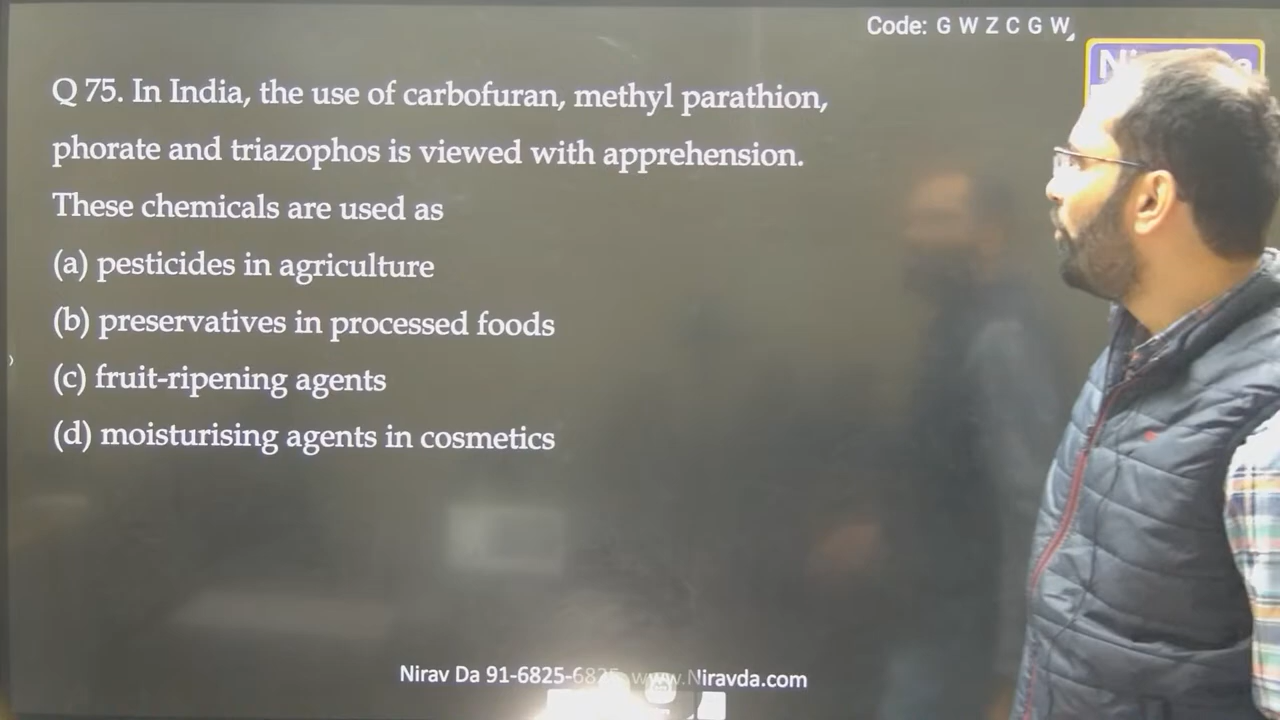 Code: G W Z C G W
Q 75. In India, the use of carbofuran, methyl parathion,
phorate and triazophos is viewed with apprehension.
These chemicals are used as
(a) pesticides in agriculture
(b) preservatives in processed foods
(c) fruit-ripening agents
(d) moisturising agents in cosmetics
Nirav Da 91-6825-6825 www.Niravda.com